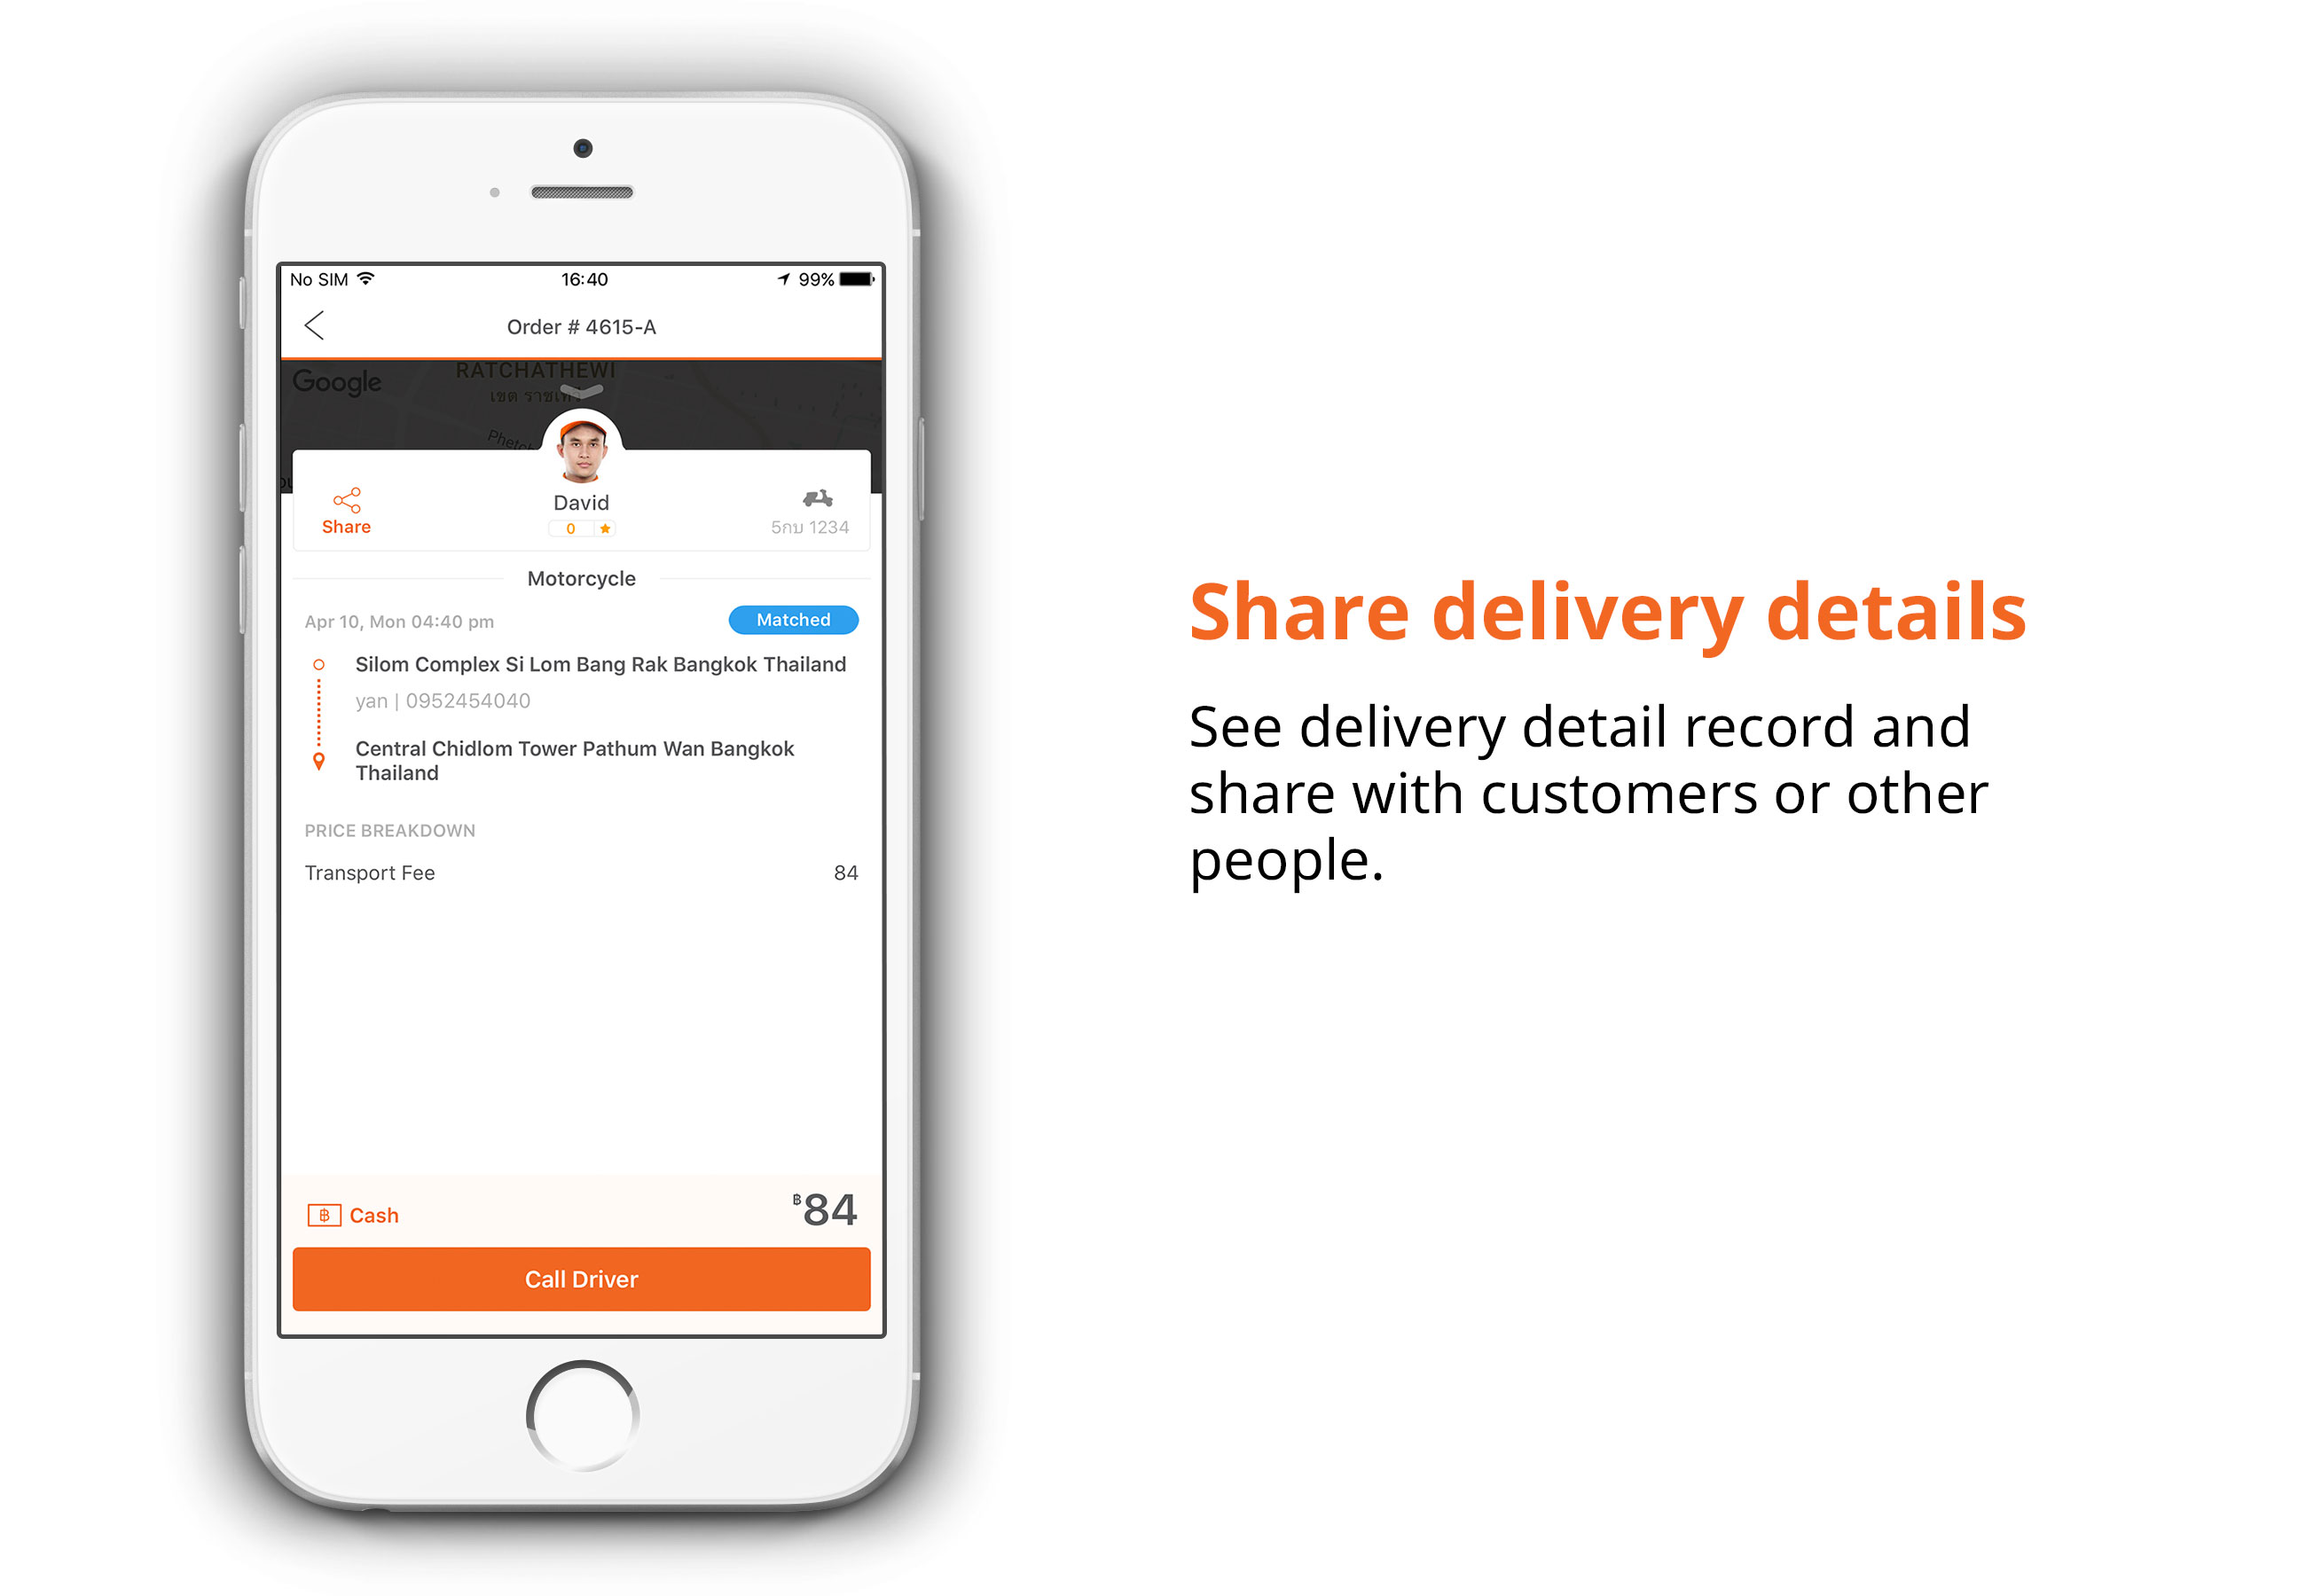 No SIM 16:40 99%
Order # 4615-A
Google
RATCHATHEWI
เขต ราชเทวี
David
Share
0
5กบ 1234
Motorcycle
Apr 10, Mon 04:40 pm
Matched
Silom Complex Si Lom Bang Rak Bangkok Thailand
yan | 0952454040
Central Chidlom Tower Pathum Wan Bangkok
Thailand
PRICE BREAKDOWN
Transport Fee 84
฿ Cash
฿84
Call Driver
Share delivery details
See delivery detail record and
share with customers or other
people.